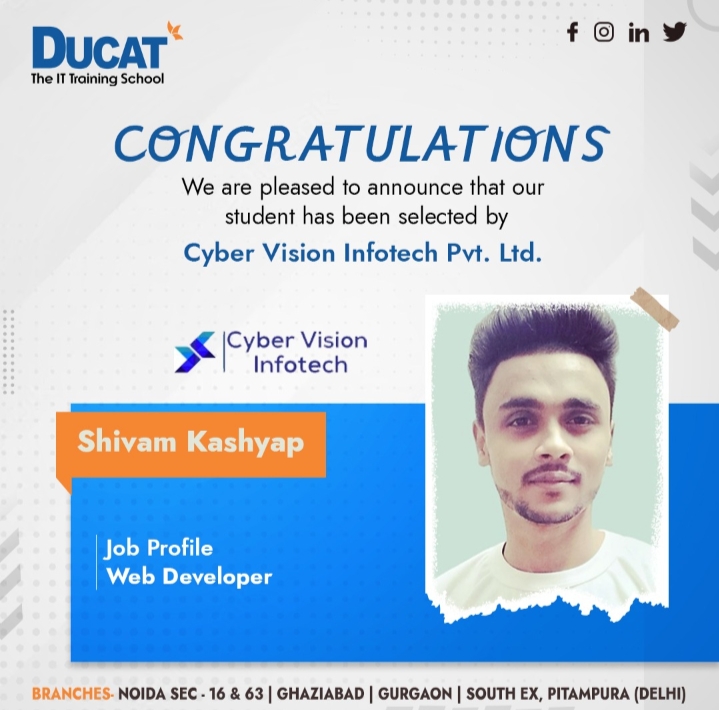 DUCAT
The IT Training School
CONGRATULATIONS
We are pleased to announce that our
student has been selected by
Cyber Vision Infotech Pvt. Ltd.
Cyber Vision
Infotech
Shivam Kashyap
Job Profile
Web Developer
BRANCHES- NOIDA SEC - 16 & 63 | GHAZIABAD | GURGAON | SOUTH EX, PITAMPURA (DELHI)